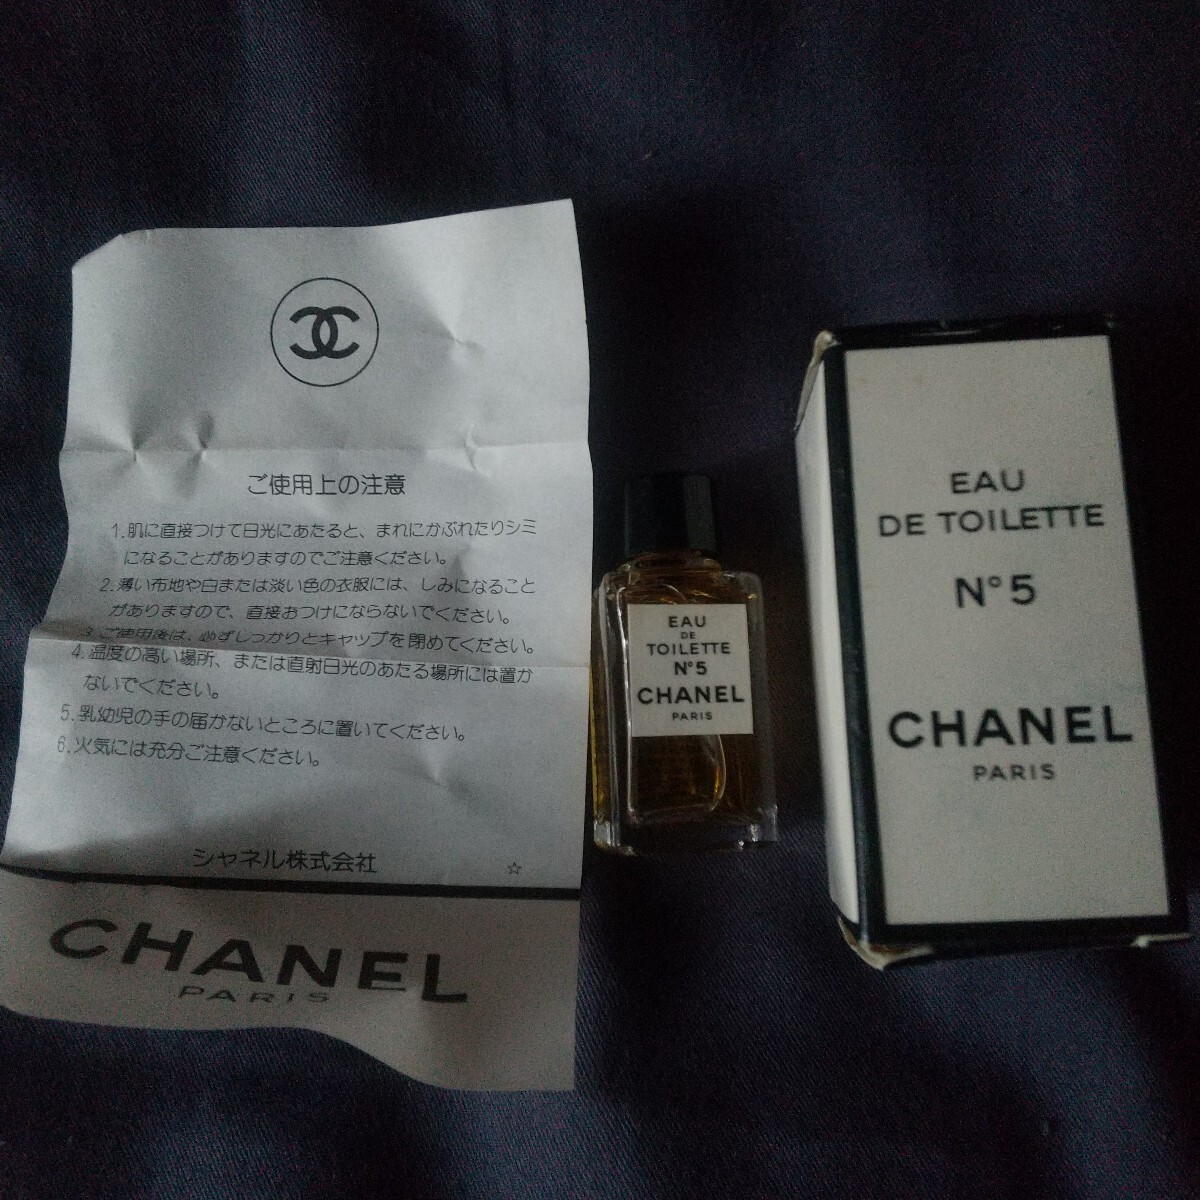 ご使用上の注意
1.肌に直接つけて日光にあたると、まれにかぶれたりシミ
になることがありますのでご注意ください。
2.薄い布地や白または淡い色の衣服には、しみになること
がありますので、直接おつけにならないでください。
3.ご使用後は、必ずしっかりとキャップを閉めてください。
4.温度の高い場所、または直射日光のあたる場所には置か
ないでください。
5.乳幼児の手の届かないところに置いてください。
6.火気には充分ご注意ください。
シャネル株式会社
☆
CHANEL
PARIS
EAU
DE
TOILETTE
N°5
CHANEL
PARIS
EAU
DE TOILETTE
N°5
CHANEL
PARIS